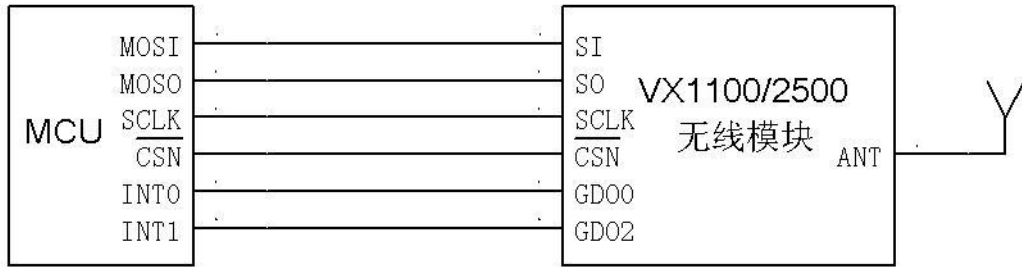 MOSI SI
MOSO SO
VX1100/2500
MCU SCLK SCLK
无线模块
CSN CSN
ANT
INT0 GDO0
INT1 GDO2